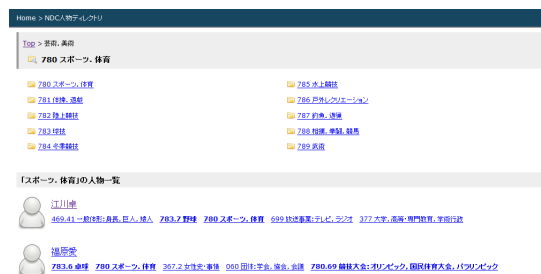 Home > NDC人物ディレクトリ
Top > 芸術. 美術
780 スポーツ. 体育
780 スポーツ. 体育
785 水上競技
781 体操. 遊戯
786 戸外レクリエーション
782 陸上競技
787 釣魚. 遊猟
783 球技
788 相撲. 拳闘. 競馬
784 冬季競技
789 武術
「スポーツ. 体育」の人物一覧
江川卓
469.41 一般体形:身長. 巨人. 矮人 783.7 野球 780 スポーツ. 体育 699 放送事業:テレビ. ラジオ 377 大学. 高等・専門教育. 学術行政
福原愛
783.6 卓球 780 スポーツ. 体育 367.2 女性史・事情 060 団体:学会. 協会. 会議 780.69 競技大会:オリンピック. 国民体育大会. パラリンピック